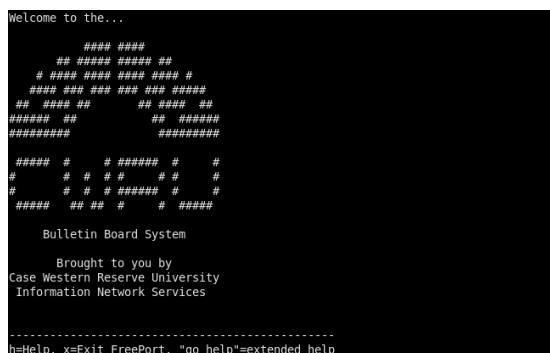 Welcome to the...
CWRU
Bulletin Board System
Brought to you by
Case Western Reserve University
Information Network Services
------------------------------------------------
h=Help, x=Exit FreePort, "go help"=extended help